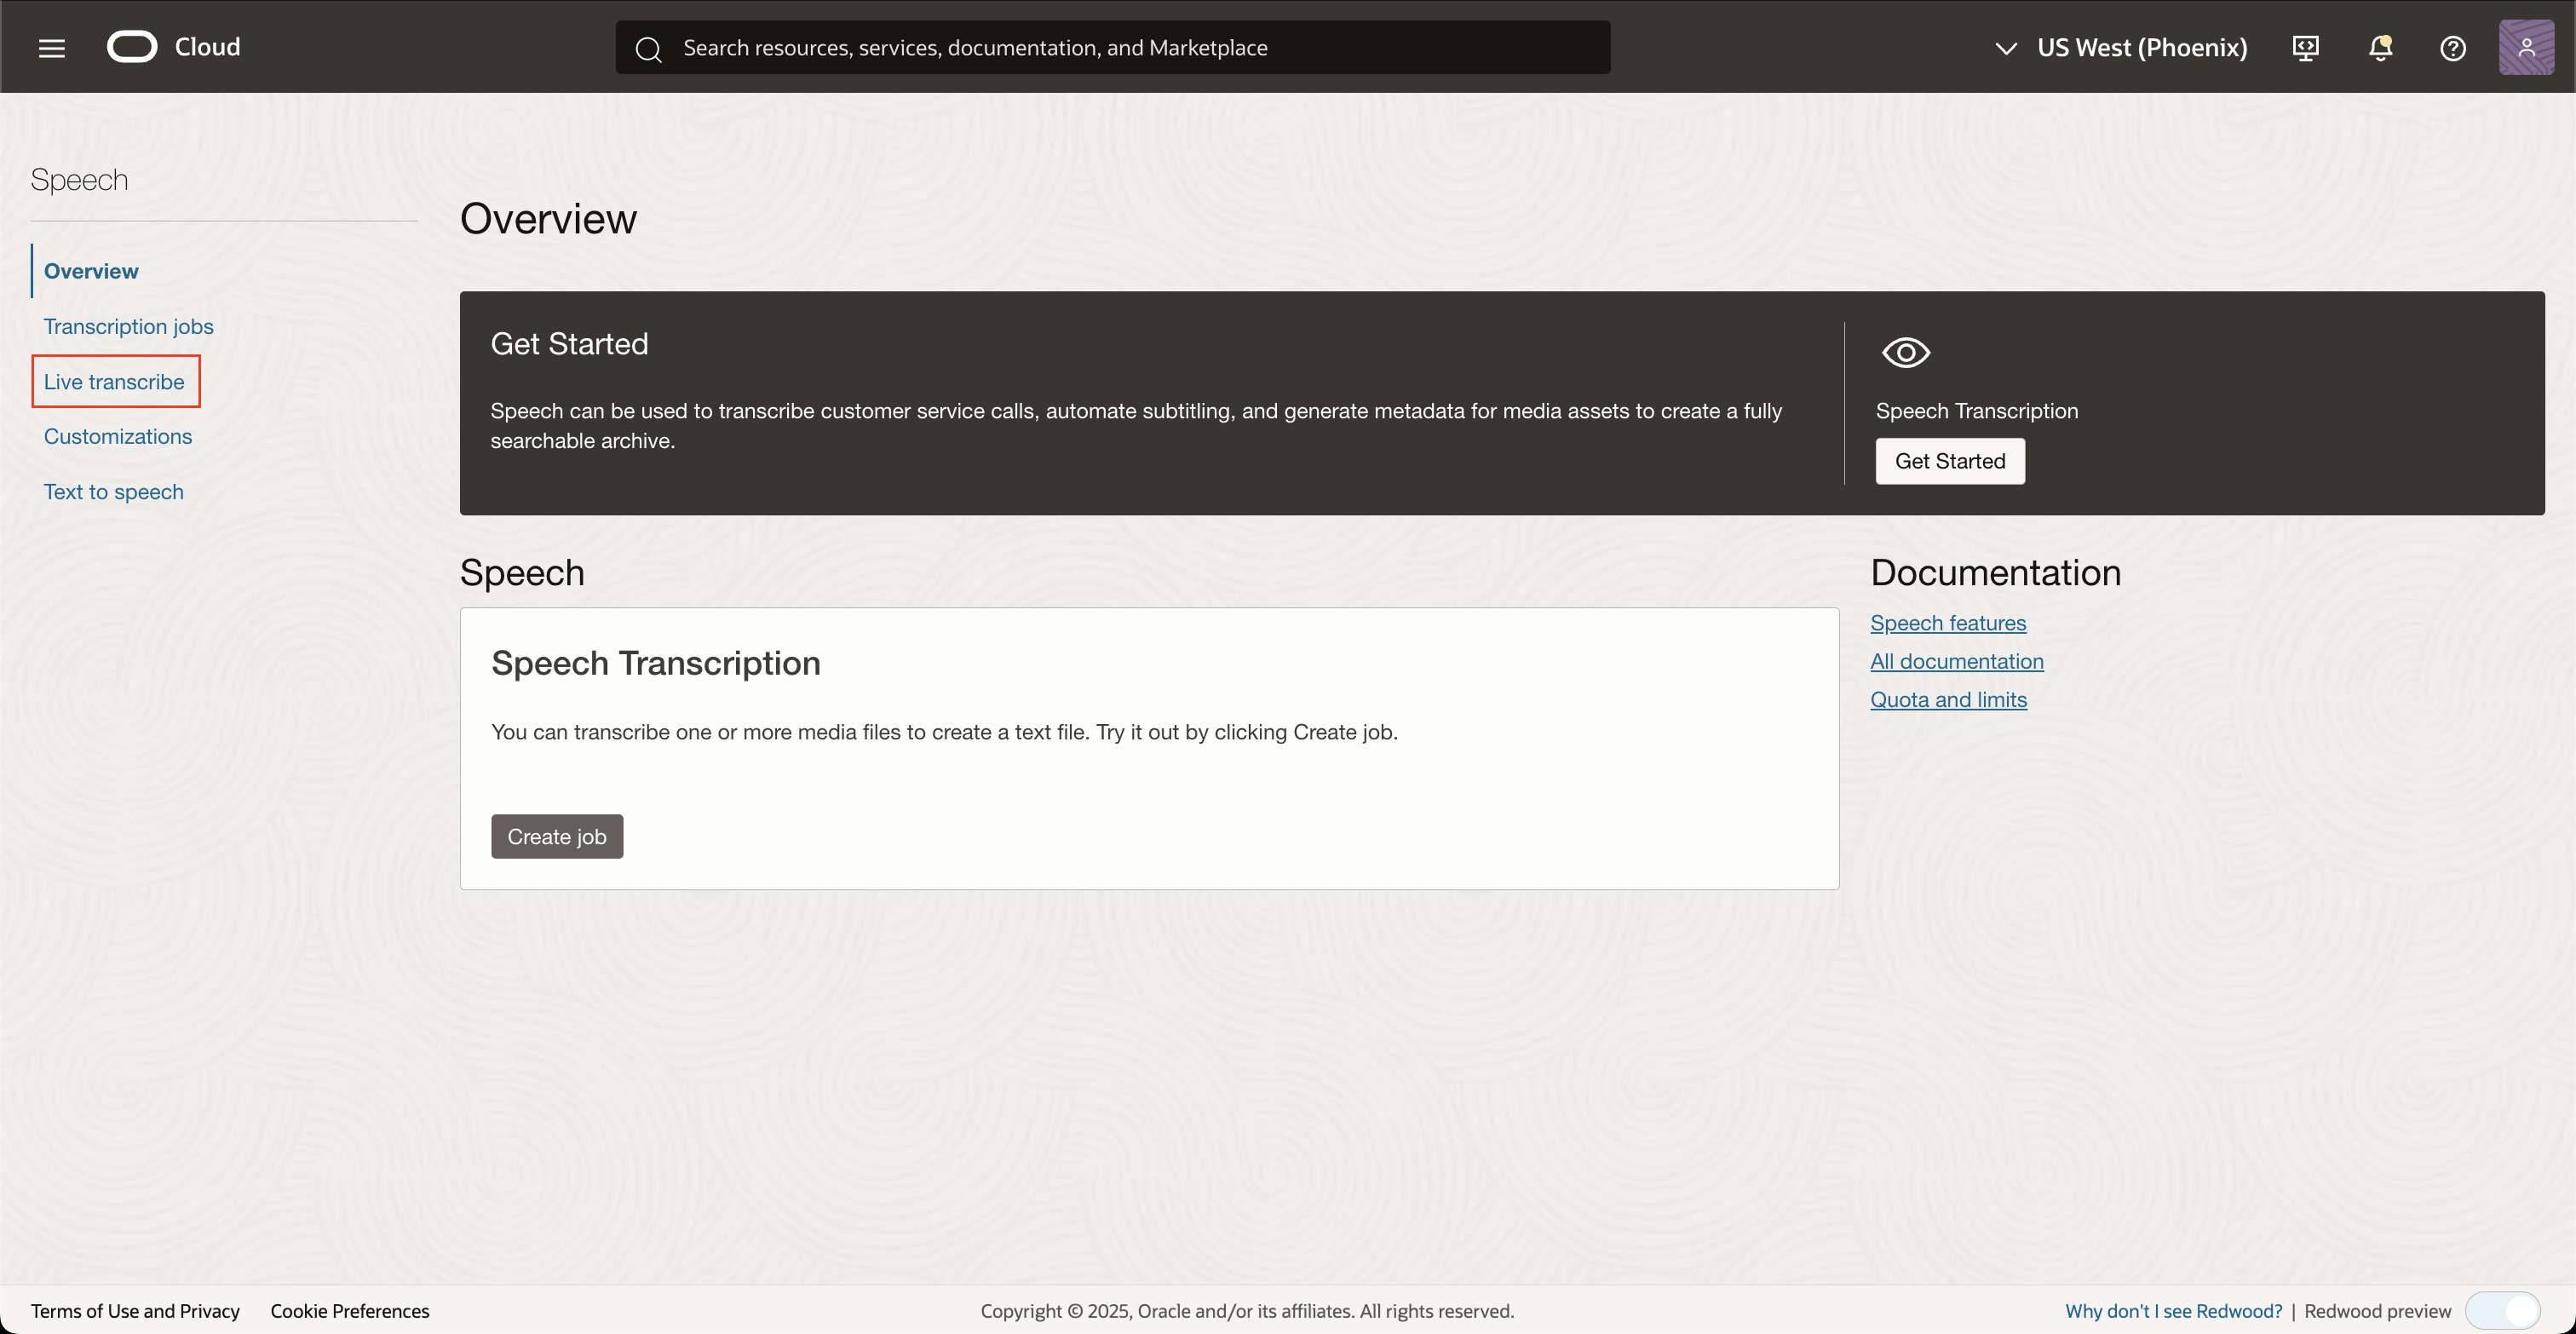 Cloud
Search resources, services, documentation, and Marketplace
US West (Phoenix)
Speech
Overview
Transcription jobs
Live transcribe
Customizations
Text to speech
Overview
Get Started
Speech can be used to transcribe customer service calls, automate subtitling, and generate metadata for media assets to create a fully
searchable archive.
Speech Transcription
Get Started
Speech
Speech Transcription
You can transcribe one or more media files to create a text file. Try it out by clicking Create job.
Create job
Documentation
Speech features
All documentation
Quota and limits
Terms of Use and Privacy
Cookie Preferences
Copyright © 2025, Oracle and/or its affiliates. All rights reserved.
Why don't I see Redwood? | Redwood preview